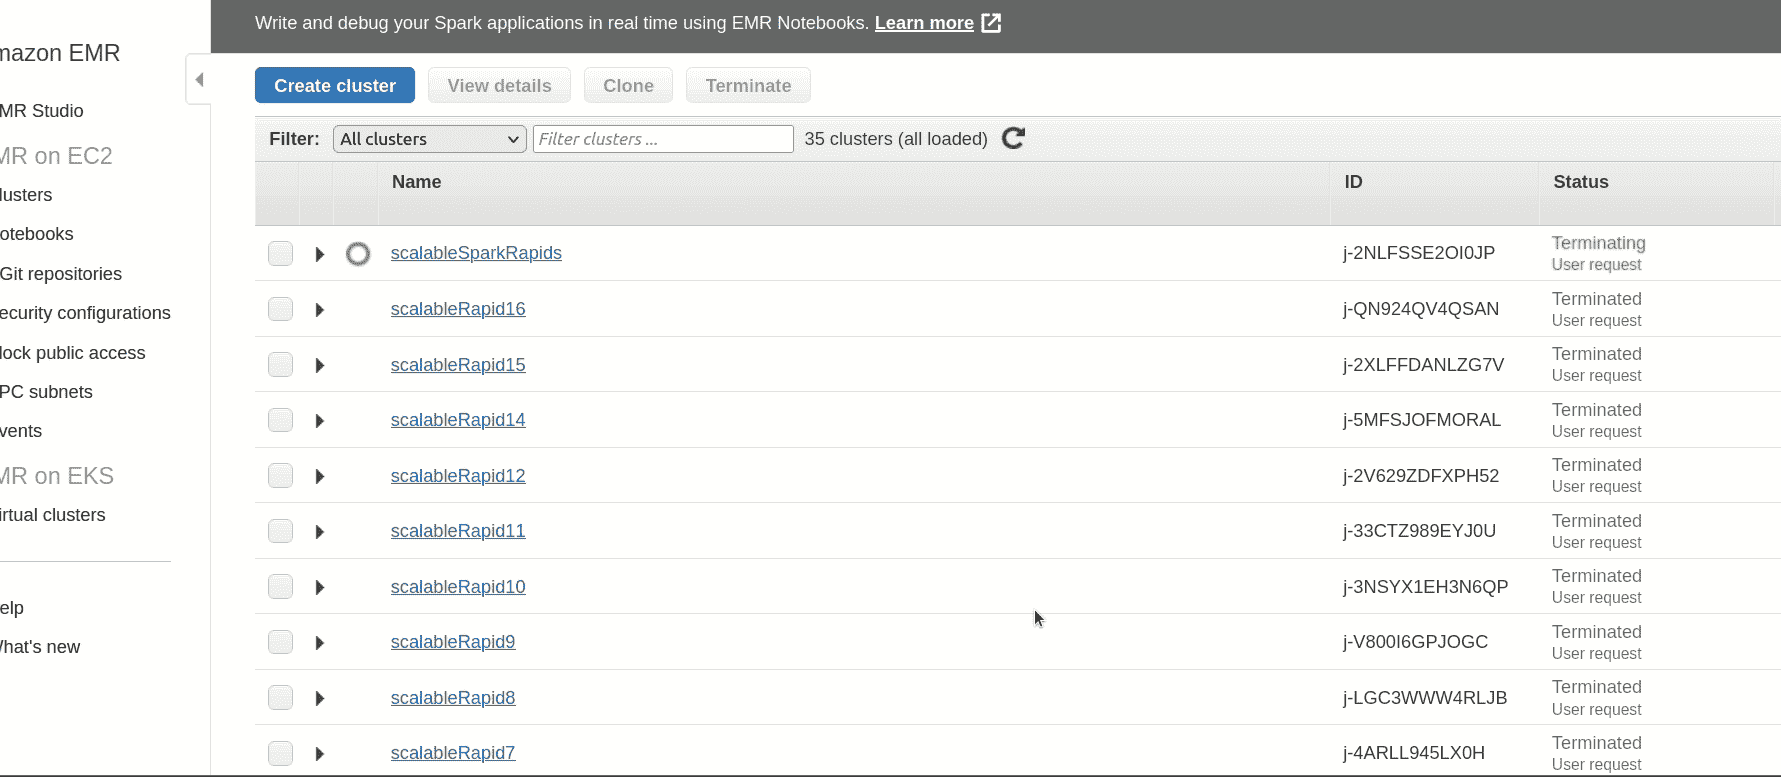 Write and debug your Spark applications in real time using EMR Notebooks. Learn more
mazon EMR
MR Studio
MR on EC2
lusters
otebooks
Git repositories
ecurity configurations
lock public access
PC subnets
vents
MR on EKS
irtual clusters
elp
What's new
Create cluster View details Clone Terminate
Filter: All clusters Filter clusters ... 35 clusters (all loaded)
Name ID Status
scalableSparkRapids j-2NLFSSE2OI0JP Terminating
User request
scalableRapid16 j-QN924QV4QSAN Terminated
User request
scalableRapid15 j-2XLFFDANLZG7V Terminated
User request
scalableRapid14 j-5MFSJOFMORAL Terminated
User request
scalableRapid12 j-2V629ZDFXPH52 Terminated
User request
scalableRapid11 j-33CTZ989EYJ0U Terminated
User request
scalableRapid10 j-3NSYX1EH3N6QP Terminated
User request
scalableRapid9 j-V800I6GPJOGC Terminated
User request
scalableRapid8 j-LGC3WWW4RLJB Terminated
User request
scalableRapid7 j-4ARLL945LX0H Terminated
User request